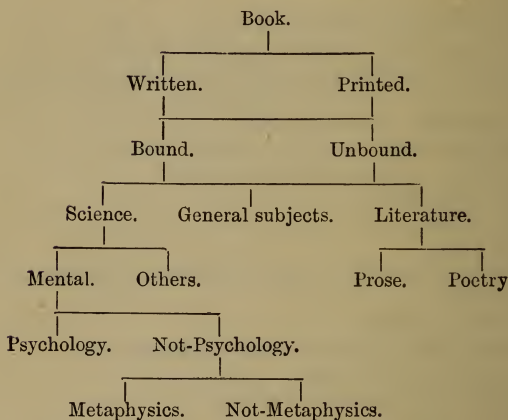 Book.
Written. Printed.
Bound. Unbound.
Science. General subjects. Literature.
Mental. Others. Prose. Poetry
Psychology. Not-Psychology.
Metaphysics. Not-Metaphysics.